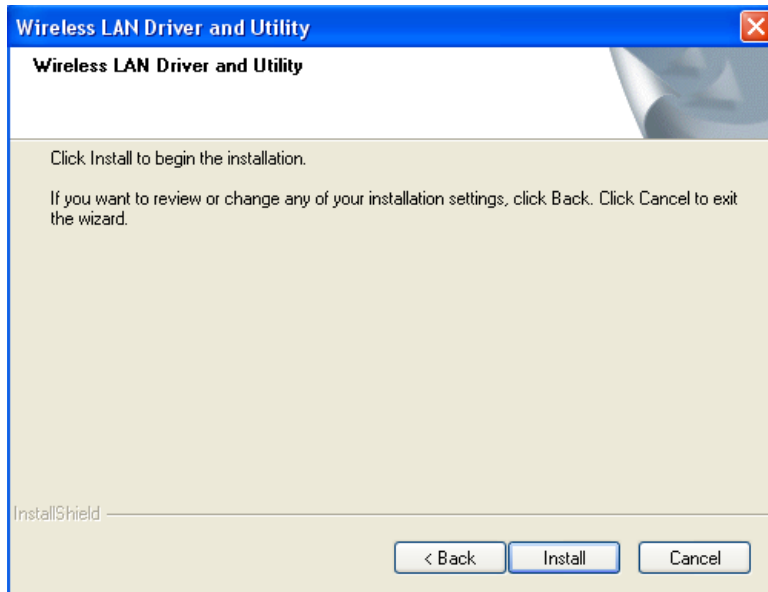 Wireless LAN Driver and Utility
Wireless LAN Driver and Utility
Click Install to begin the installation.
If you want to review or change any of your installation settings, click Back. Click Cancel to exit
the wizard.
InstallShield
< Back Install Cancel